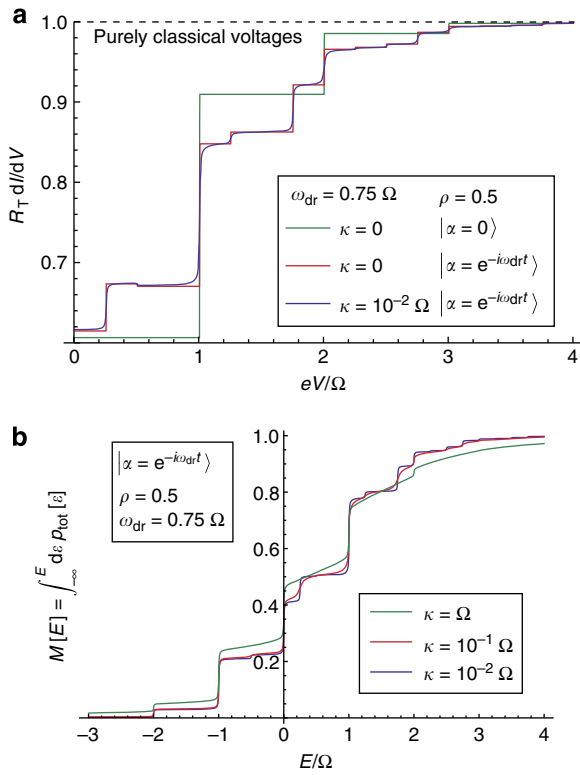 a
1.0
Purely classical voltages
0.9
0.8
0.7
R_T dI/dV
ω_dr = 0.75 Ω ρ = 0.5
κ = 0 |α = 0⟩
κ = 0 |α = e^{-iω_dr t}⟩
κ = 10^{-2} Ω |α = e^{-iω_dr t}⟩
0 1 2 3 4
eV/Ω
b
|α = e^{-iω_dr t}⟩
ρ = 0.5
ω_dr = 0.75 Ω
1.0
0.8
0.6
0.4
0.2
M [E] = ∫_{-∞}^{E} dε p_tot [ε]
κ = Ω
κ = 10^{-1} Ω
κ = 10^{-2} Ω
−3 −2 −1 0 1 2 3 4
E/Ω